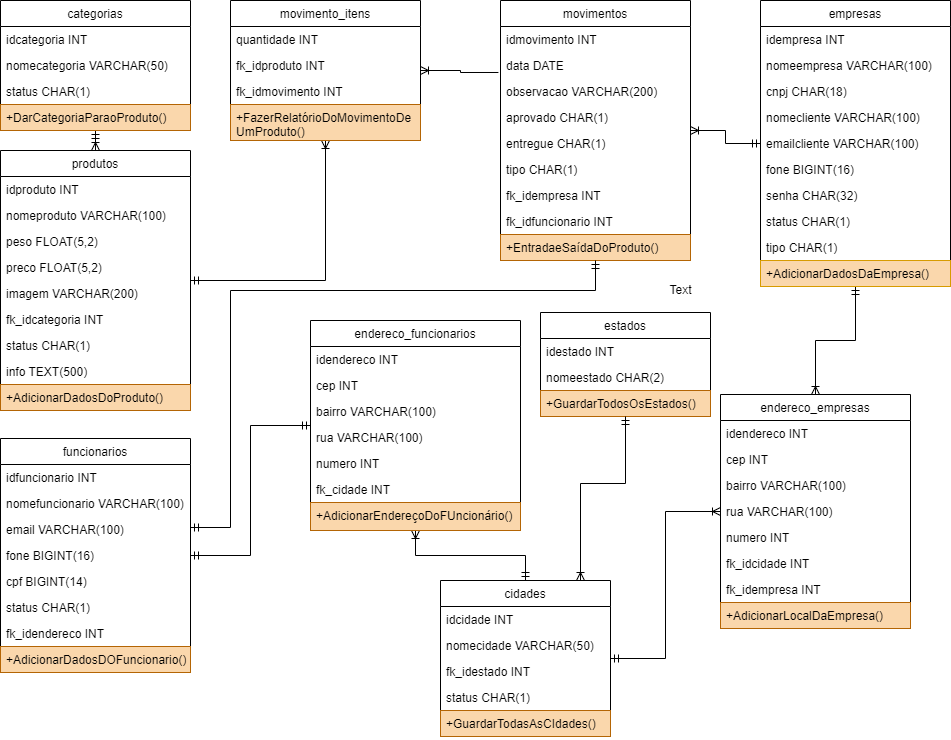 categorias
idcategoria INT
nomecategoria VARCHAR(50)
status CHAR(1)
+DarCategoriaParaoProduto()
movimento_itens
quantidade INT
fk_idproduto INT
fk_idmovimento INT
+FazerRelatórioDoMovimentoDe
UmProduto()
movimentos
idmovimento INT
data DATE
observacao VARCHAR(200)
aprovado CHAR(1)
entregue CHAR(1)
tipo CHAR(1)
fk_idempresa INT
fk_idfuncionario INT
+EntradaeSaídaDoProduto()
empresas
idempresa INT
nomeempresa VARCHAR(100)
cnpj CHAR(18)
nomecliente VARCHAR(100)
emailcliente VARCHAR(100)
fone BIGINT(16)
senha CHAR(32)
status CHAR(1)
tipo CHAR(1)
+AdicionarDadosDaEmpresa()
produtos
idproduto INT
nomeproduto VARCHAR(100)
peso FLOAT(5,2)
preco FLOAT(5,2)
imagem VARCHAR(200)
fk_idcategoria INT
status CHAR(1)
info TEXT(500)
+AdicionarDadosDoProduto()
Text
endereco_funcionarios
idendereco INT
cep INT
bairro VARCHAR(100)
rua VARCHAR(100)
numero INT
fk_cidade INT
+AdicionarEndereçoDoFUncionário()
estados
idestado INT
nomeestado CHAR(2)
+GuardarTodosOsEstados()
endereco_empresas
idendereco INT
cep INT
bairro VARCHAR(100)
rua VARCHAR(100)
numero INT
fk_idcidade INT
fk_idempresa INT
+AdicionarLocalDaEmpresa()
funcionarios
idfuncionario INT
nomefuncionario VARCHAR(100)
email VARCHAR(100)
fone BIGINT(16)
cpf BIGINT(14)
status CHAR(1)
fk_idendereco INT
+AdicionarDadosDOFuncionario()
cidades
idcidade INT
nomecidade VARCHAR(50)
fk_idestado INT
status CHAR(1)
+GuardarTodasAsCIdades()